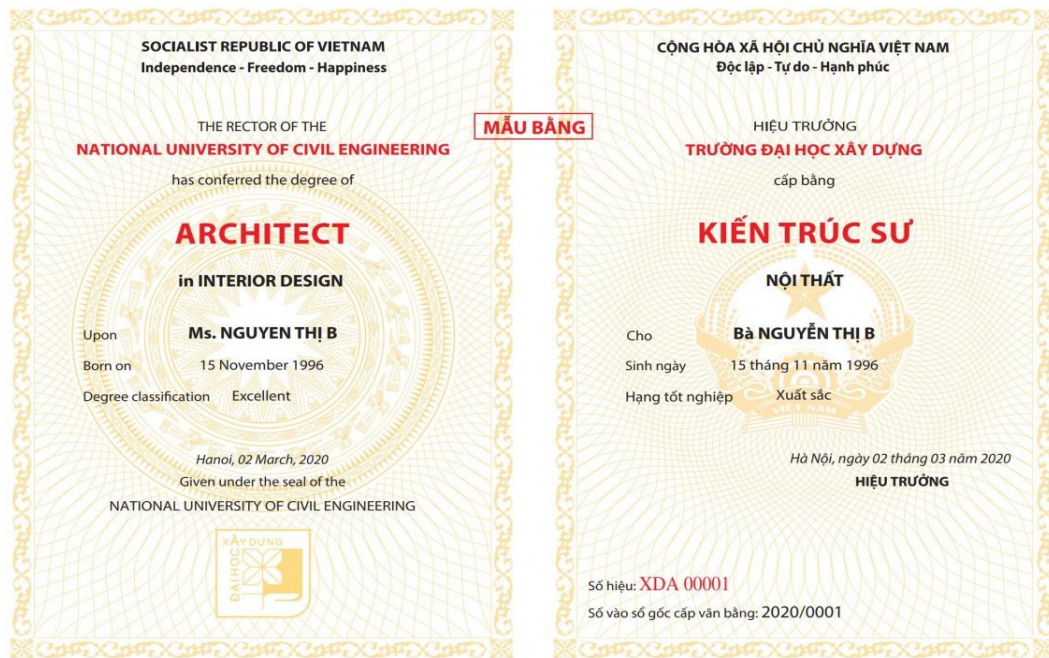 SOCIALIST REPUBLIC OF VIETNAM
Independence - Freedom - Happiness
THE RECTOR OF THE
NATIONAL UNIVERSITY OF CIVIL ENGINEERING
has conferred the degree of
ARCHITECT
in INTERIOR DESIGN
Upon Ms. NGUYEN THỊ B
Born on 15 November 1996
Degree classification Excellent
Hanoi, 02 March, 2020
Given under the seal of the
NATIONAL UNIVERSITY OF CIVIL ENGINEERING
XÂY DỰNG
ĐẠI HỌC
MẪU BẰNG
CỘNG HÒA XÃ HỘI CHỦ NGHĨA VIỆT NAM
Độc lập - Tự do - Hạnh phúc
HIỆU TRƯỞNG
TRƯỜNG ĐẠI HỌC XÂY DỰNG
cấp bằng
KIẾN TRÚC SƯ
NỘI THẤT
Cho Bà NGUYỄN THỊ B
Sinh ngày 15 tháng 11 năm 1996
Hạng tốt nghiệp Xuất sắc
VIỆT NAM
Hà Nội, ngày 02 tháng 03 năm 2020
HIỆU TRƯỞNG
Số hiệu: XDA 00001
Số vào sổ gốc cấp văn bằng: 2020/0001